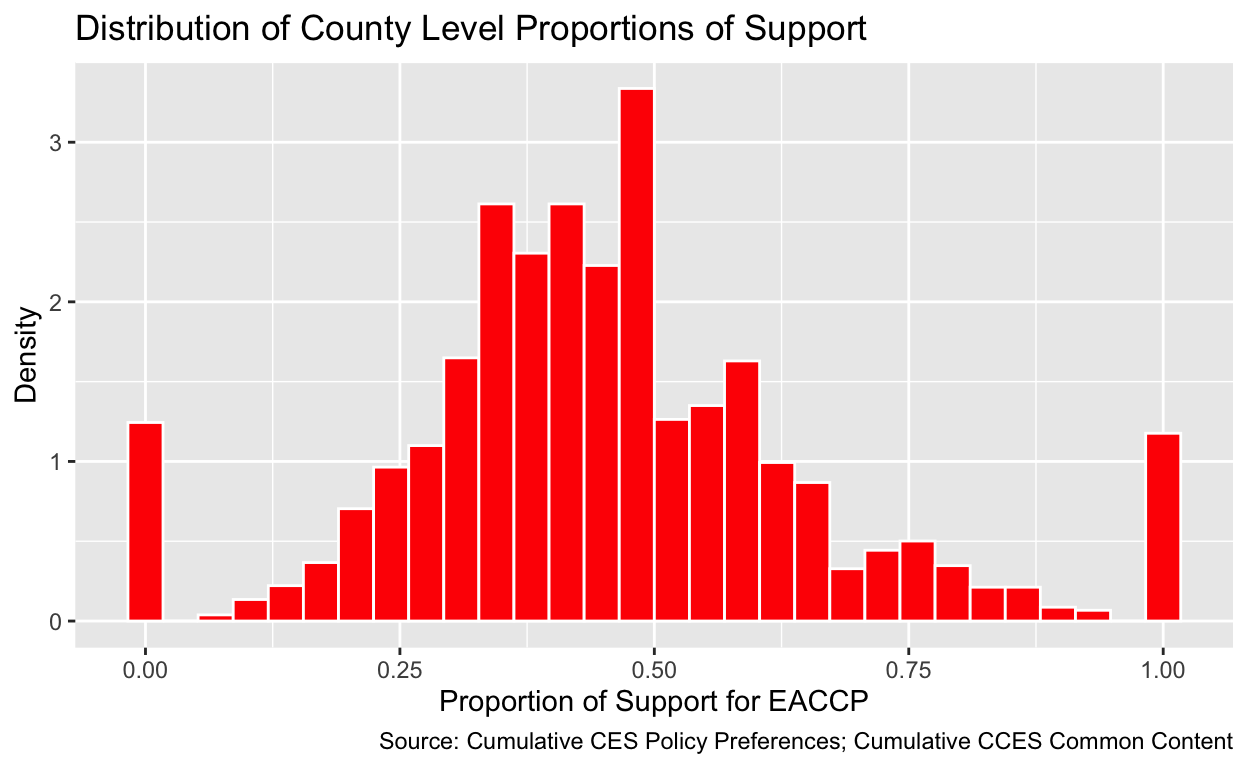 Distribution of County Level Proportions of Support
3
2
1
0
Density
0.00 0.25 0.50 0.75 1.00
Proportion of Support for EACCP
Source: Cumulative CES Policy Preferences; Cumulative CCES Common Content